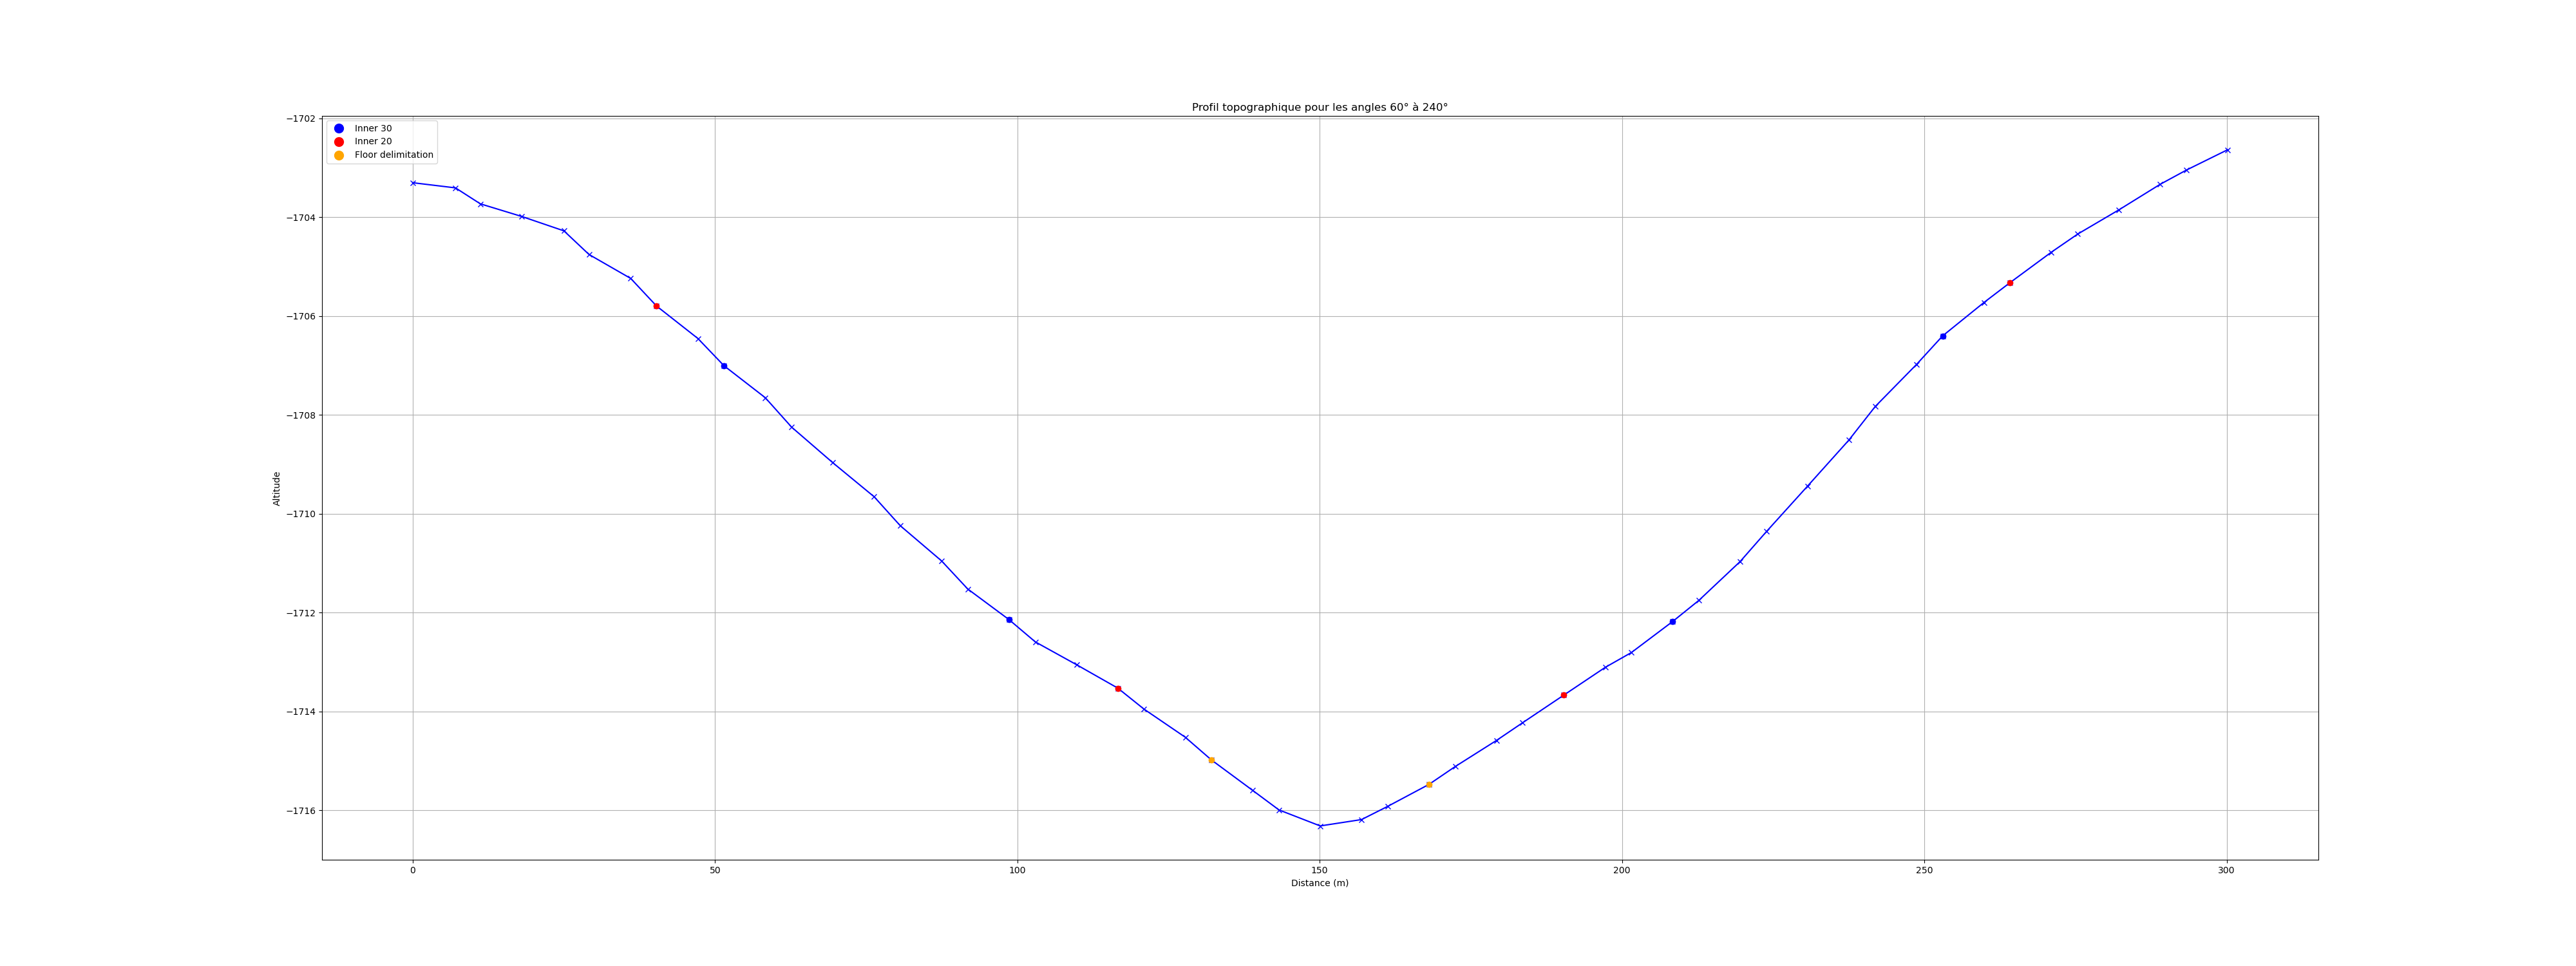 Profil topographique pour les angles 60° à 240°
Inner 30
Inner 20
Floor delimitation
Altitude
−1702
−1704
−1706
−1708
−1710
−1712
−1714
−1716
0
50
100
150
200
250
300
Distance (m)